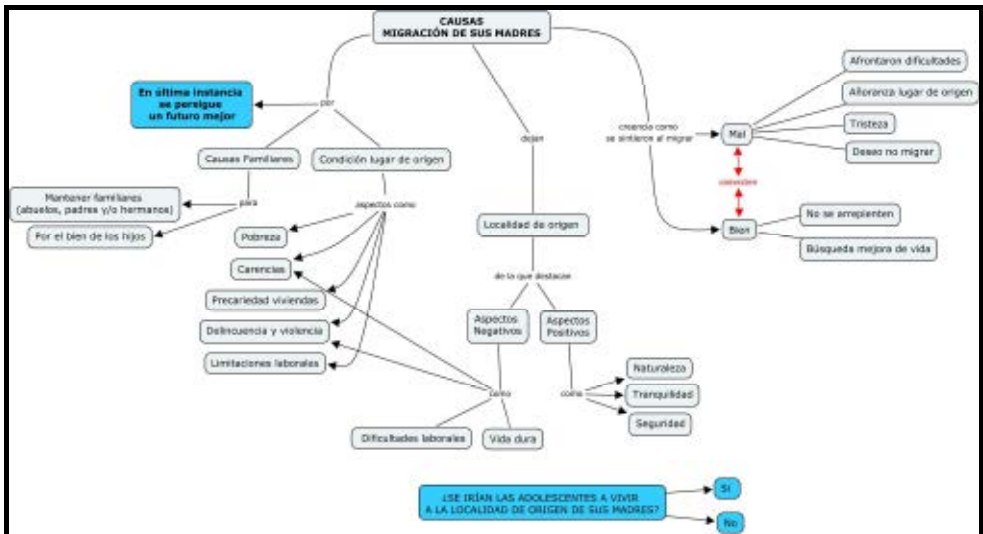 CAUSAS
MIGRACIÓN DE SUS MADRES
En última instancia
se persigue
un futuro mejor
por
Causas Familiares
Condición lugar de origen
para
Mantener familiares
(abuelos, padres y/o hermanos)
Por el bien de los hijos
aspectos como
Pobreza
Carencias
Precariedad viviendas
Delincuencia y violencia
Limitaciones laborales
dejan
Localidad de origen
de la que destacan
Aspectos
Negativos
Aspectos
Positivos
como
Dificultades laborales
Vida dura
como
Naturaleza
Tranquilidad
Seguridad
creencia como
se sintieron al migrar
Mal
Afrontaron dificultades
Añoranza lugar de origen
Tristeza
Deseo no migrar
Bien
No se arrepienten
Búsqueda mejora de vida
¿SE IRÍAN LAS ADOLESCENTES A VIVIR
A LA LOCALIDAD DE ORIGEN DE SUS MADRES?
Si
No